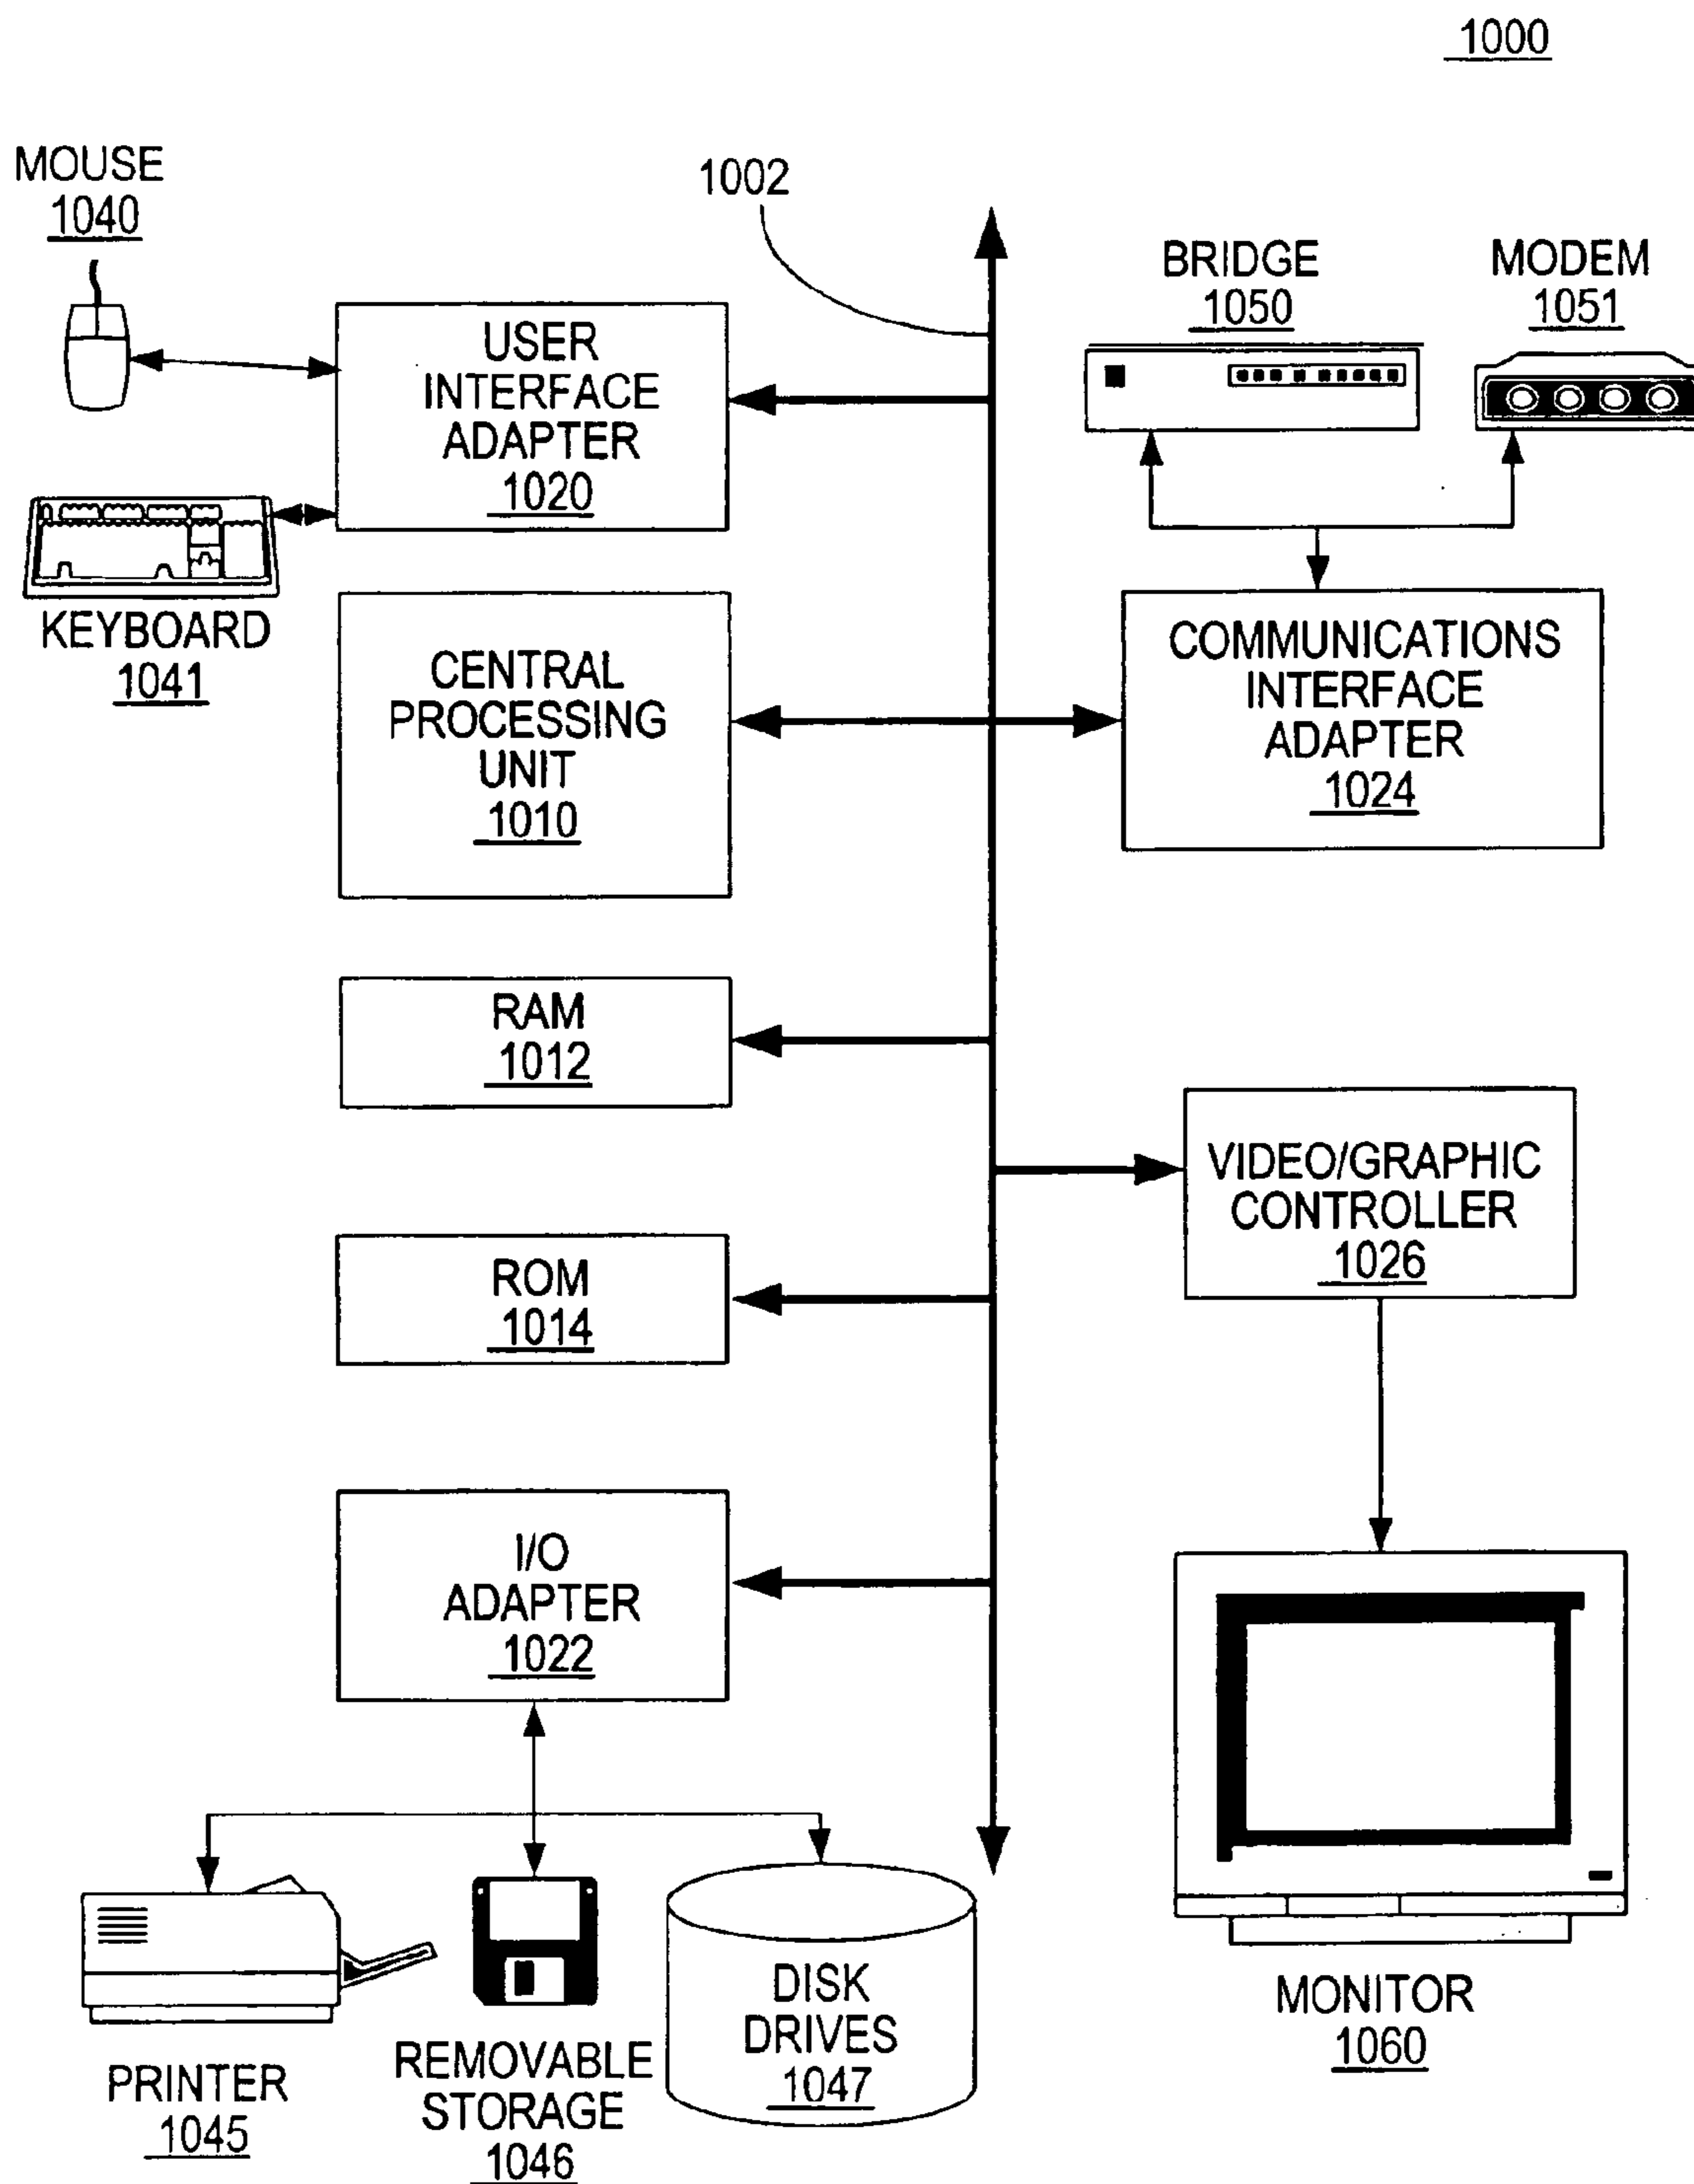 1000
MOUSE
1040
1002
BRIDGE
1050
MODEM
1051
USER
INTERFACE
ADAPTER
1020
KEYBOARD
1041
CENTRAL
PROCESSING
UNIT
1010
COMMUNICATIONS
INTERFACE
ADAPTER
1024
RAM
1012
VIDEO/GRAPHIC
CONTROLLER
1026
ROM
1014
I/O
ADAPTER
1022
PRINTER
1045
REMOVABLE
STORAGE
1046
DISK
DRIVES
1047
MONITOR
1060